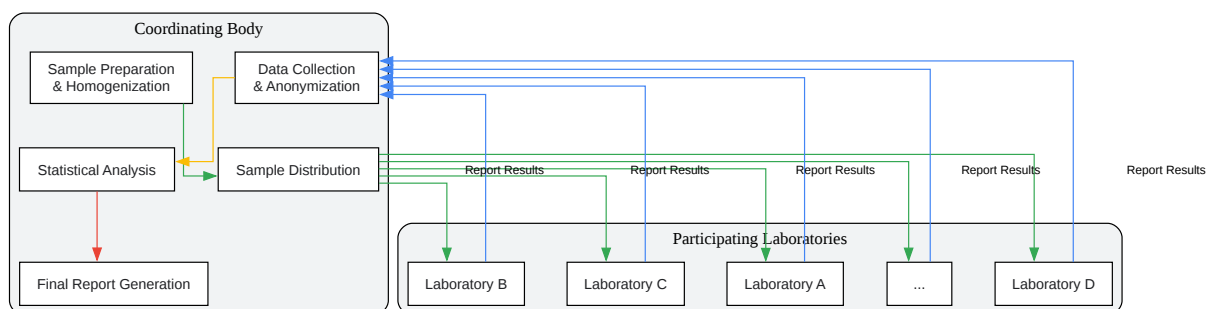 Coordinating Body
Sample Preparation
& Homogenization
Data Collection
& Anonymization
Statistical Analysis
Sample Distribution
Report Results
Report Results
Report Results
Report Results
Report Results
Participating Laboratories
Final Report Generation
Laboratory B
Laboratory C
Laboratory A
...
Laboratory D